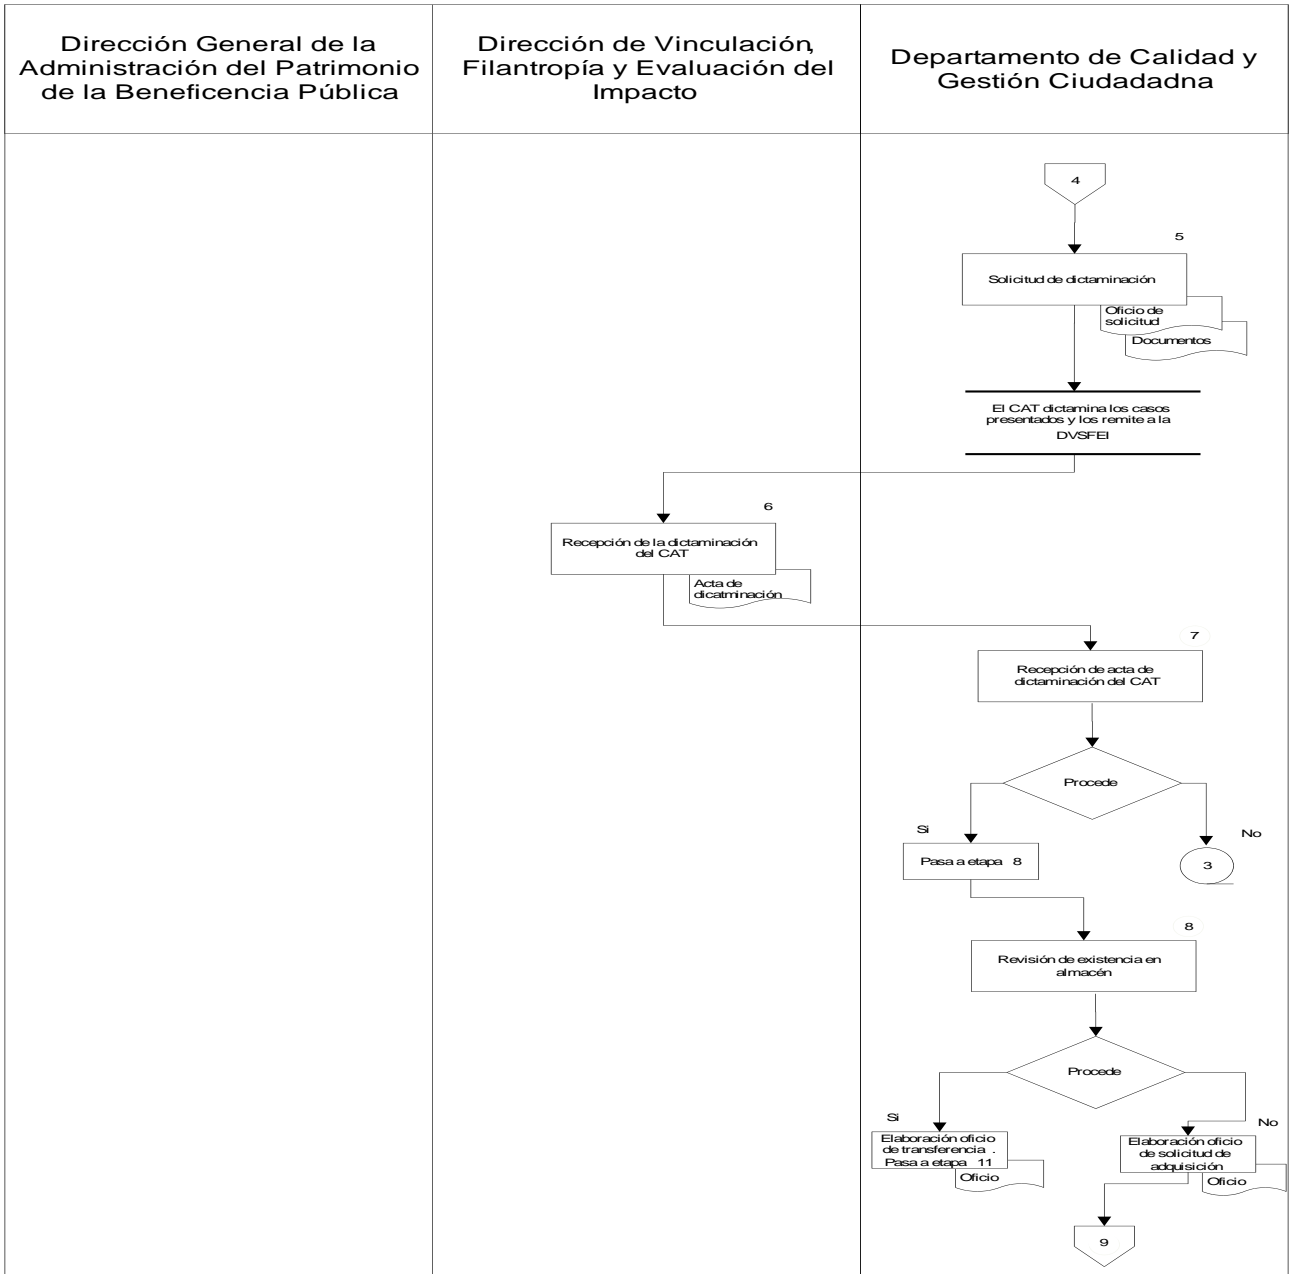 Dirección General de la
Administración del Patrimonio
de la Beneficencia Pública
Dirección de Vinculación,
Filantropía y Evaluación del
Impacto
Departamento de Calidad y
Gestión Ciudadadna
4
5
Solicitud de dictaminación
Oficio de
solicitud
Documentos
El CAT dictamina los casos
presentados y los remite a la
DVSFEI
6
Recepción de la dictaminación
del CAT
Acta de
dicatminación
7
Recepción de acta de
dictaminación del CAT
Procede
Si
No
Pasa a etapa 8
3
8
Revisión de existencia en
almacén
Procede
Si
No
Elaboración oficio
de transferencia .
Pasa a etapa 11
Oficio
Elaboración oficio
de solicitud de
adquisición
Oficio
9